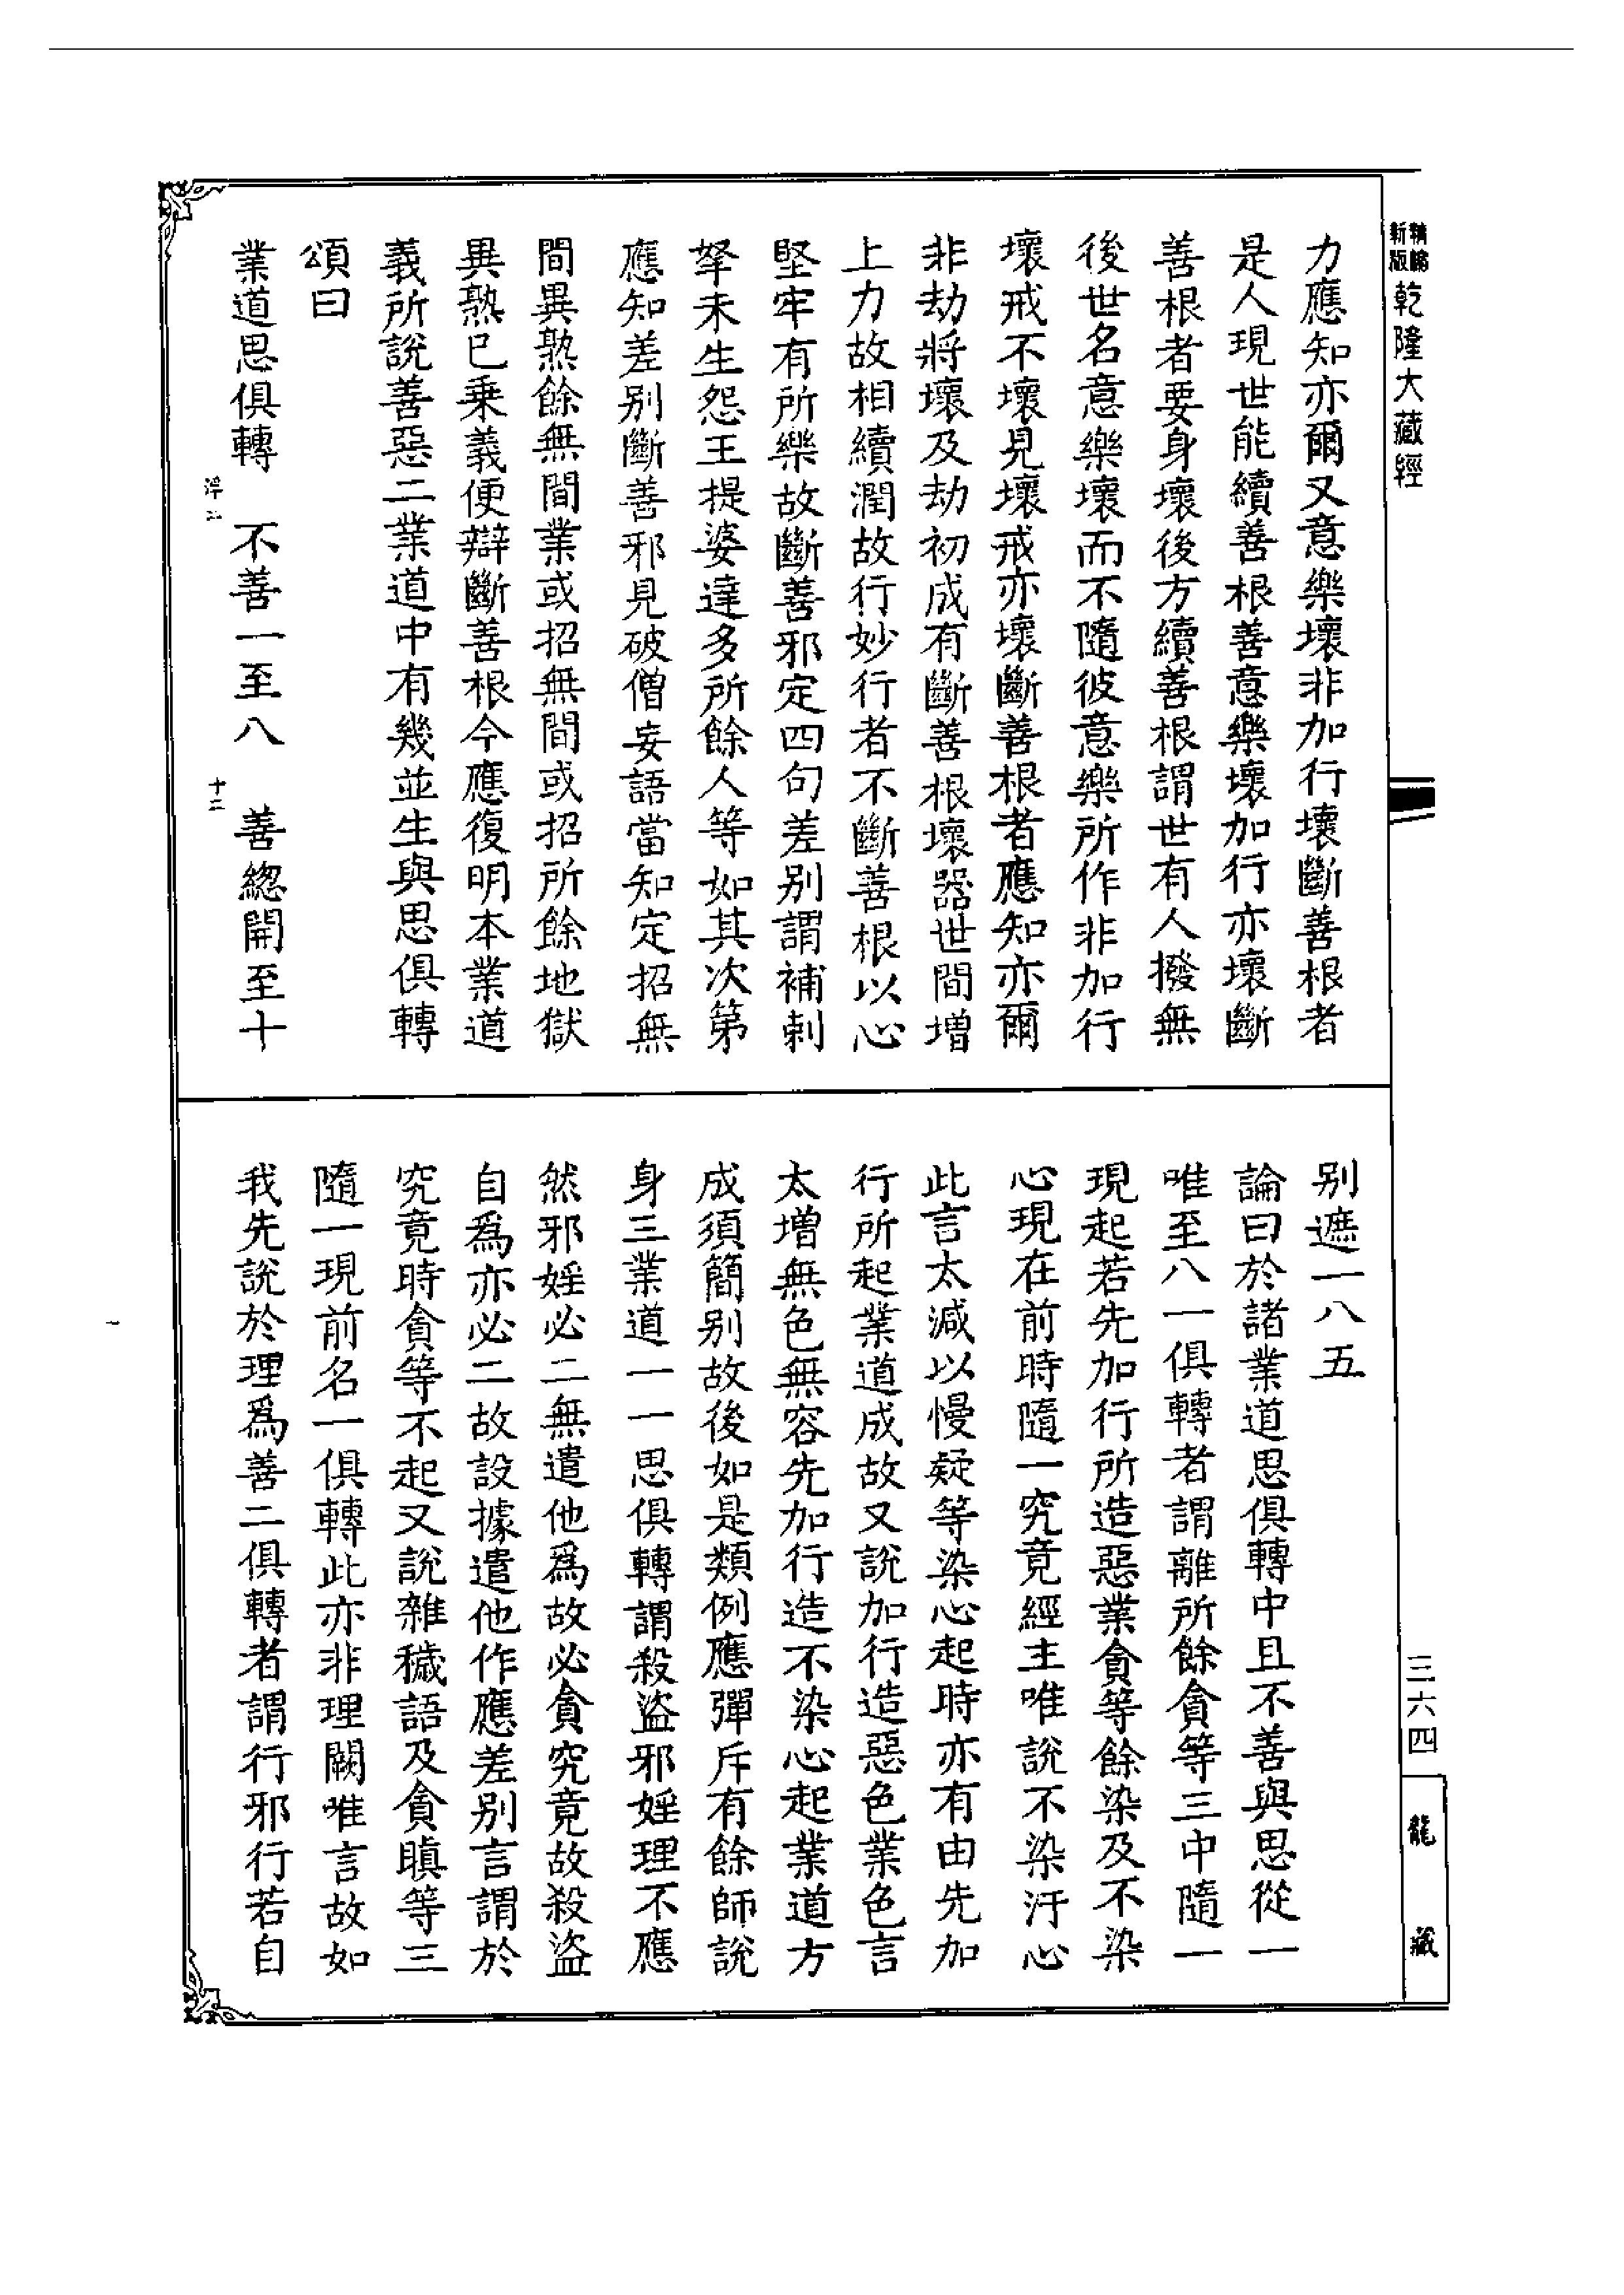 精編
新版
乾隆大藏經
力應知亦爾又意樂壞非加行壞斷善根者
是人現世能續善根善意樂壞加行亦壞斷
善根者要身壞後方續善根謂世有人撥無
後世名意樂壞而不隨彼意樂所作非加行
壞戒不壞見壞戒亦壞斷善根者應知亦爾
非劫將壞及劫初成有斷善根壞器世間增
上力故相續潤故行妙行者不斷善根以心
堅牢有所樂故斷善邪定四句差别謂補剌
拏未生怨王提婆達多所餘人等如其次第
應知差别斷善邪見破僧妄語當知定招無
間異熟餘無間業或招無間或招所餘地獄
異熟已乘義便辯斷善根今應復明本業道
義所說善惡二業道中有幾並生與思俱轉
頌曰
業道思俱轉　不善一至八　善總開至十
十二
别遮一八五
論曰於諸業道思俱轉中且不善與思從一
唯至八一俱轉者謂離所餘貪等三中隨一
現起若先加行所造惡業貪等餘染及不染
心現在前時隨一究竟經主唯說不染汙心
此言太減以慢疑等染心起時亦有由先加
行所起業道成故又說加行造惡色業色言
太增無色無容先加行造不染心起業道方
成須簡别故後如是類例應彈斥有餘師說
身三業道一一思俱轉謂殺盜邪婬理不應
然邪婬必二無遣他爲故必貪究竟故殺盜
自爲亦必二故設據遣他作應差别言謂於
究竟時貪等不起又說雜穢語及貪瞋等三
隨一現前名一俱轉此亦非理闕唯言故如
我先說於理爲善二俱轉者謂行邪行若自
三六四
龍藏